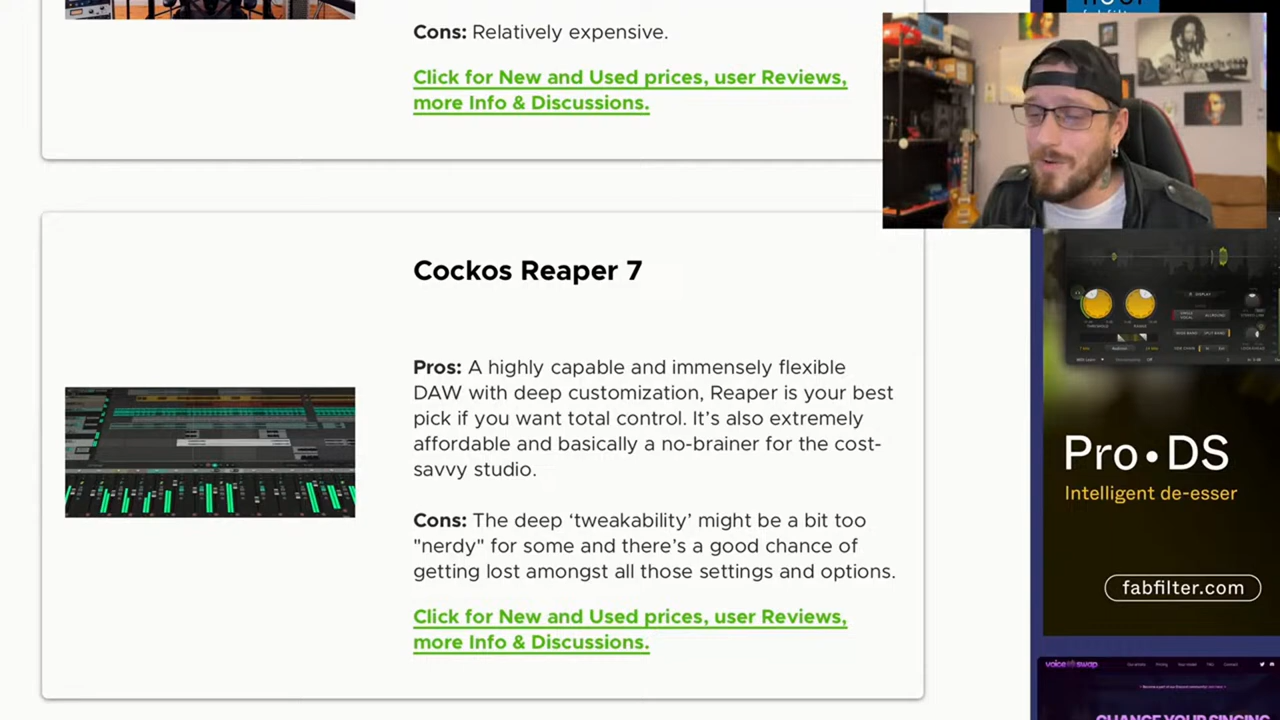 Cons: Relatively expensive.
Click for New and Used prices, user Reviews,
more Info & Discussions.
Cockos Reaper 7
Pros: A highly capable and immensely flexible
DAW with deep customization, Reaper is your best
pick if you want total control. It’s also extremely
affordable and basically a no-brainer for the cost-
savvy studio.
Cons: The deep ‘tweakability’ might be a bit too
"nerdy" for some and there’s a good chance of
getting lost amongst all those settings and options.
Click for New and Used prices, user Reviews,
more Info & Discussions.
Pro•DS
Intelligent de-esser
fabfilter.com
CHANGE YOUR SINGING